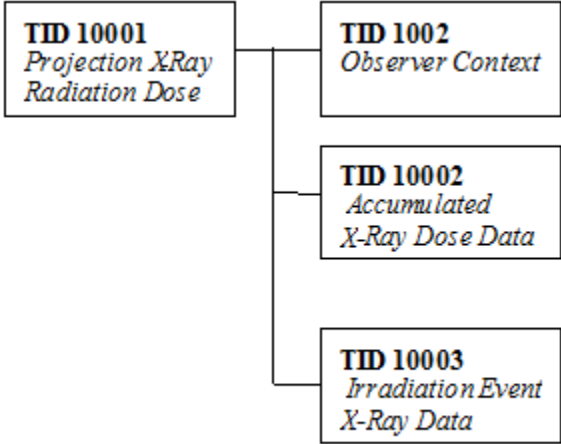 TID 10001
Projection X-Ray
Radiation Dose
TID 1002
Observer Context
TID 10002
Accumulated
X-Ray Dose Data
TID 10003
Irradiation Event
X-Ray Data